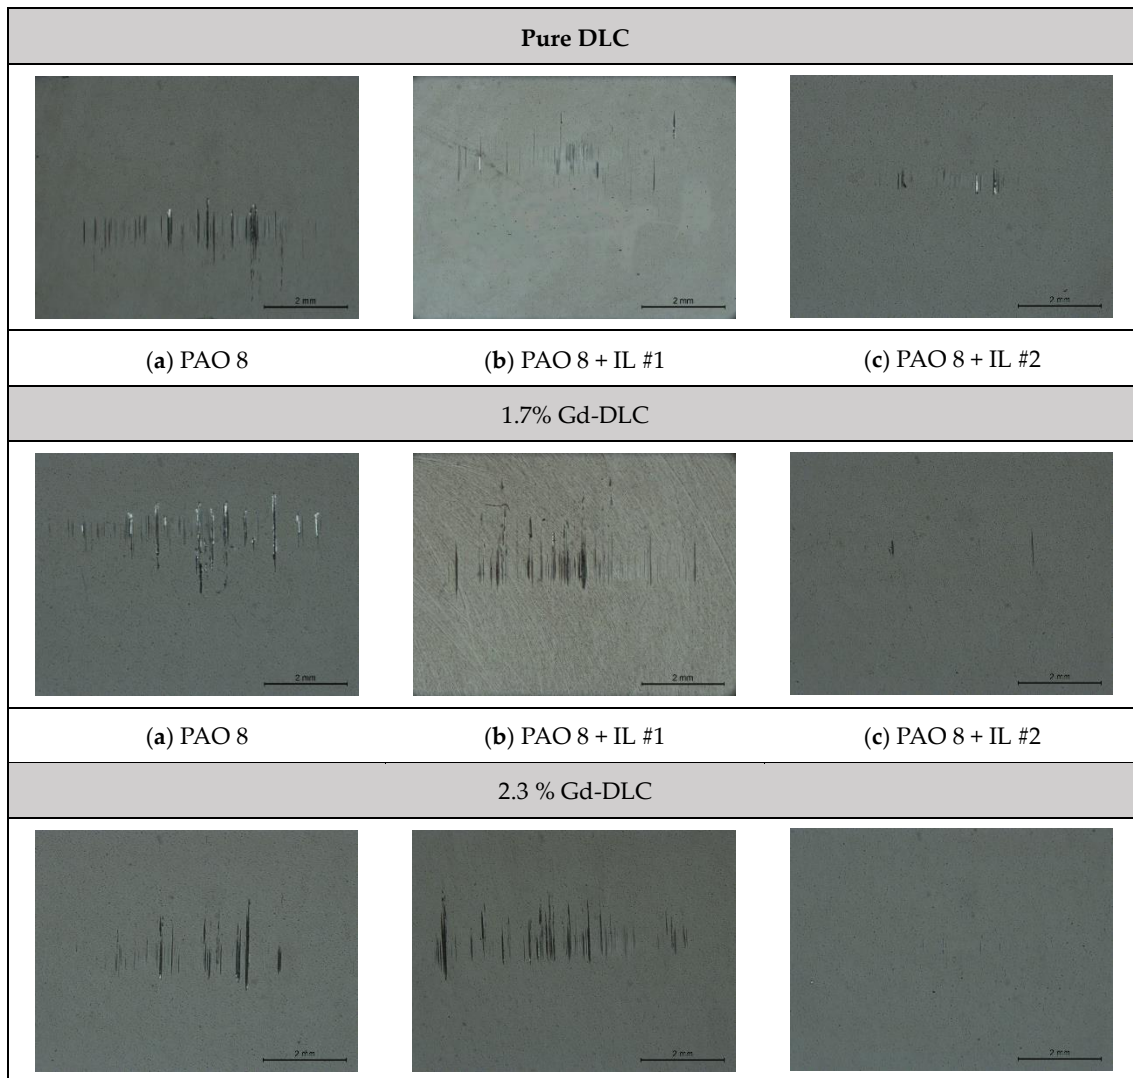 Pure DLC
2 mm 2 mm 2 mm
(a) PAO 8 (b) PAO 8 + IL #1 (c) PAO 8 + IL #2
1.7% Gd-DLC
2 mm 2 mm 2 mm
(a) PAO 8 (b) PAO 8 + IL #1 (c) PAO 8 + IL #2
2.3 % Gd-DLC
2 mm 2 mm 2 mm